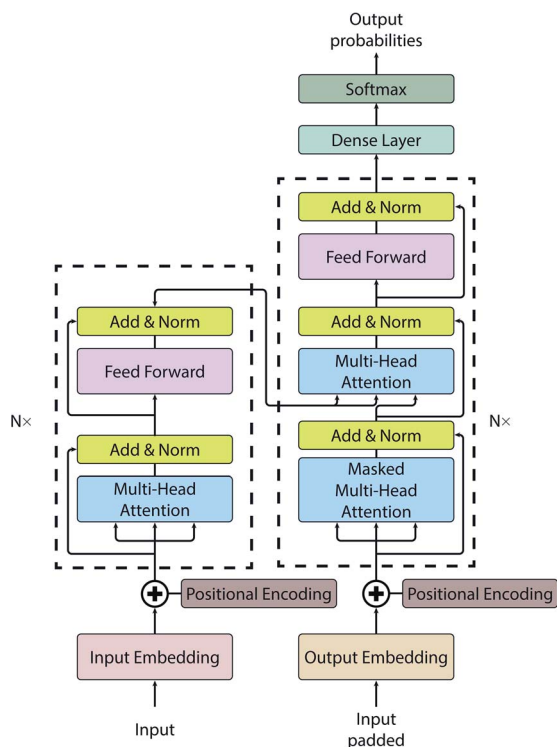 Output
probabilities
Softmax
Dense Layer
Add & Norm
Feed Forward
Add & Norm
Multi-Head
Attention
Add & Norm
Masked
Multi-Head
Attention
N×
Positional Encoding
Output Embedding
Input
padded
Add & Norm
Feed Forward
N×
Add & Norm
Multi-Head
Attention
Positional Encoding
Input Embedding
Input